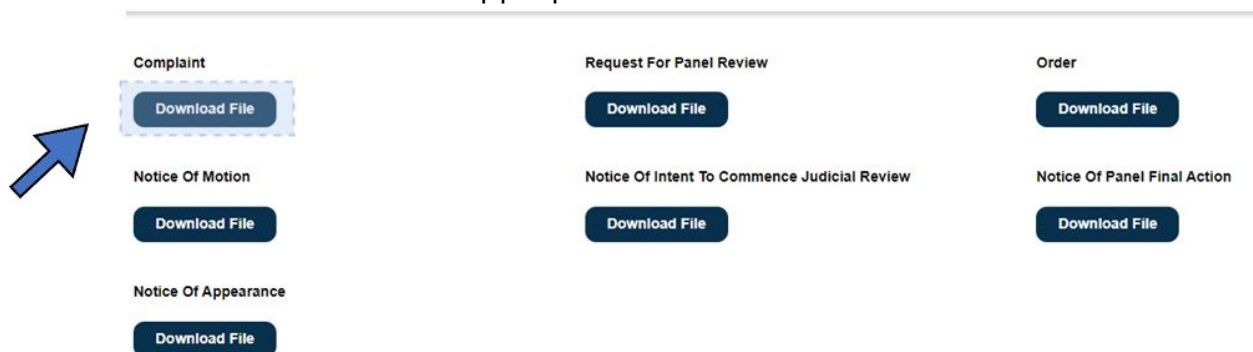 Complaint Request For Panel Review Order
Download File Download File Download File
Notice Of Motion Notice Of Intent To Commence Judicial Review Notice Of Panel Final Action
Download File Download File Download File
Notice Of Appearance
Download File